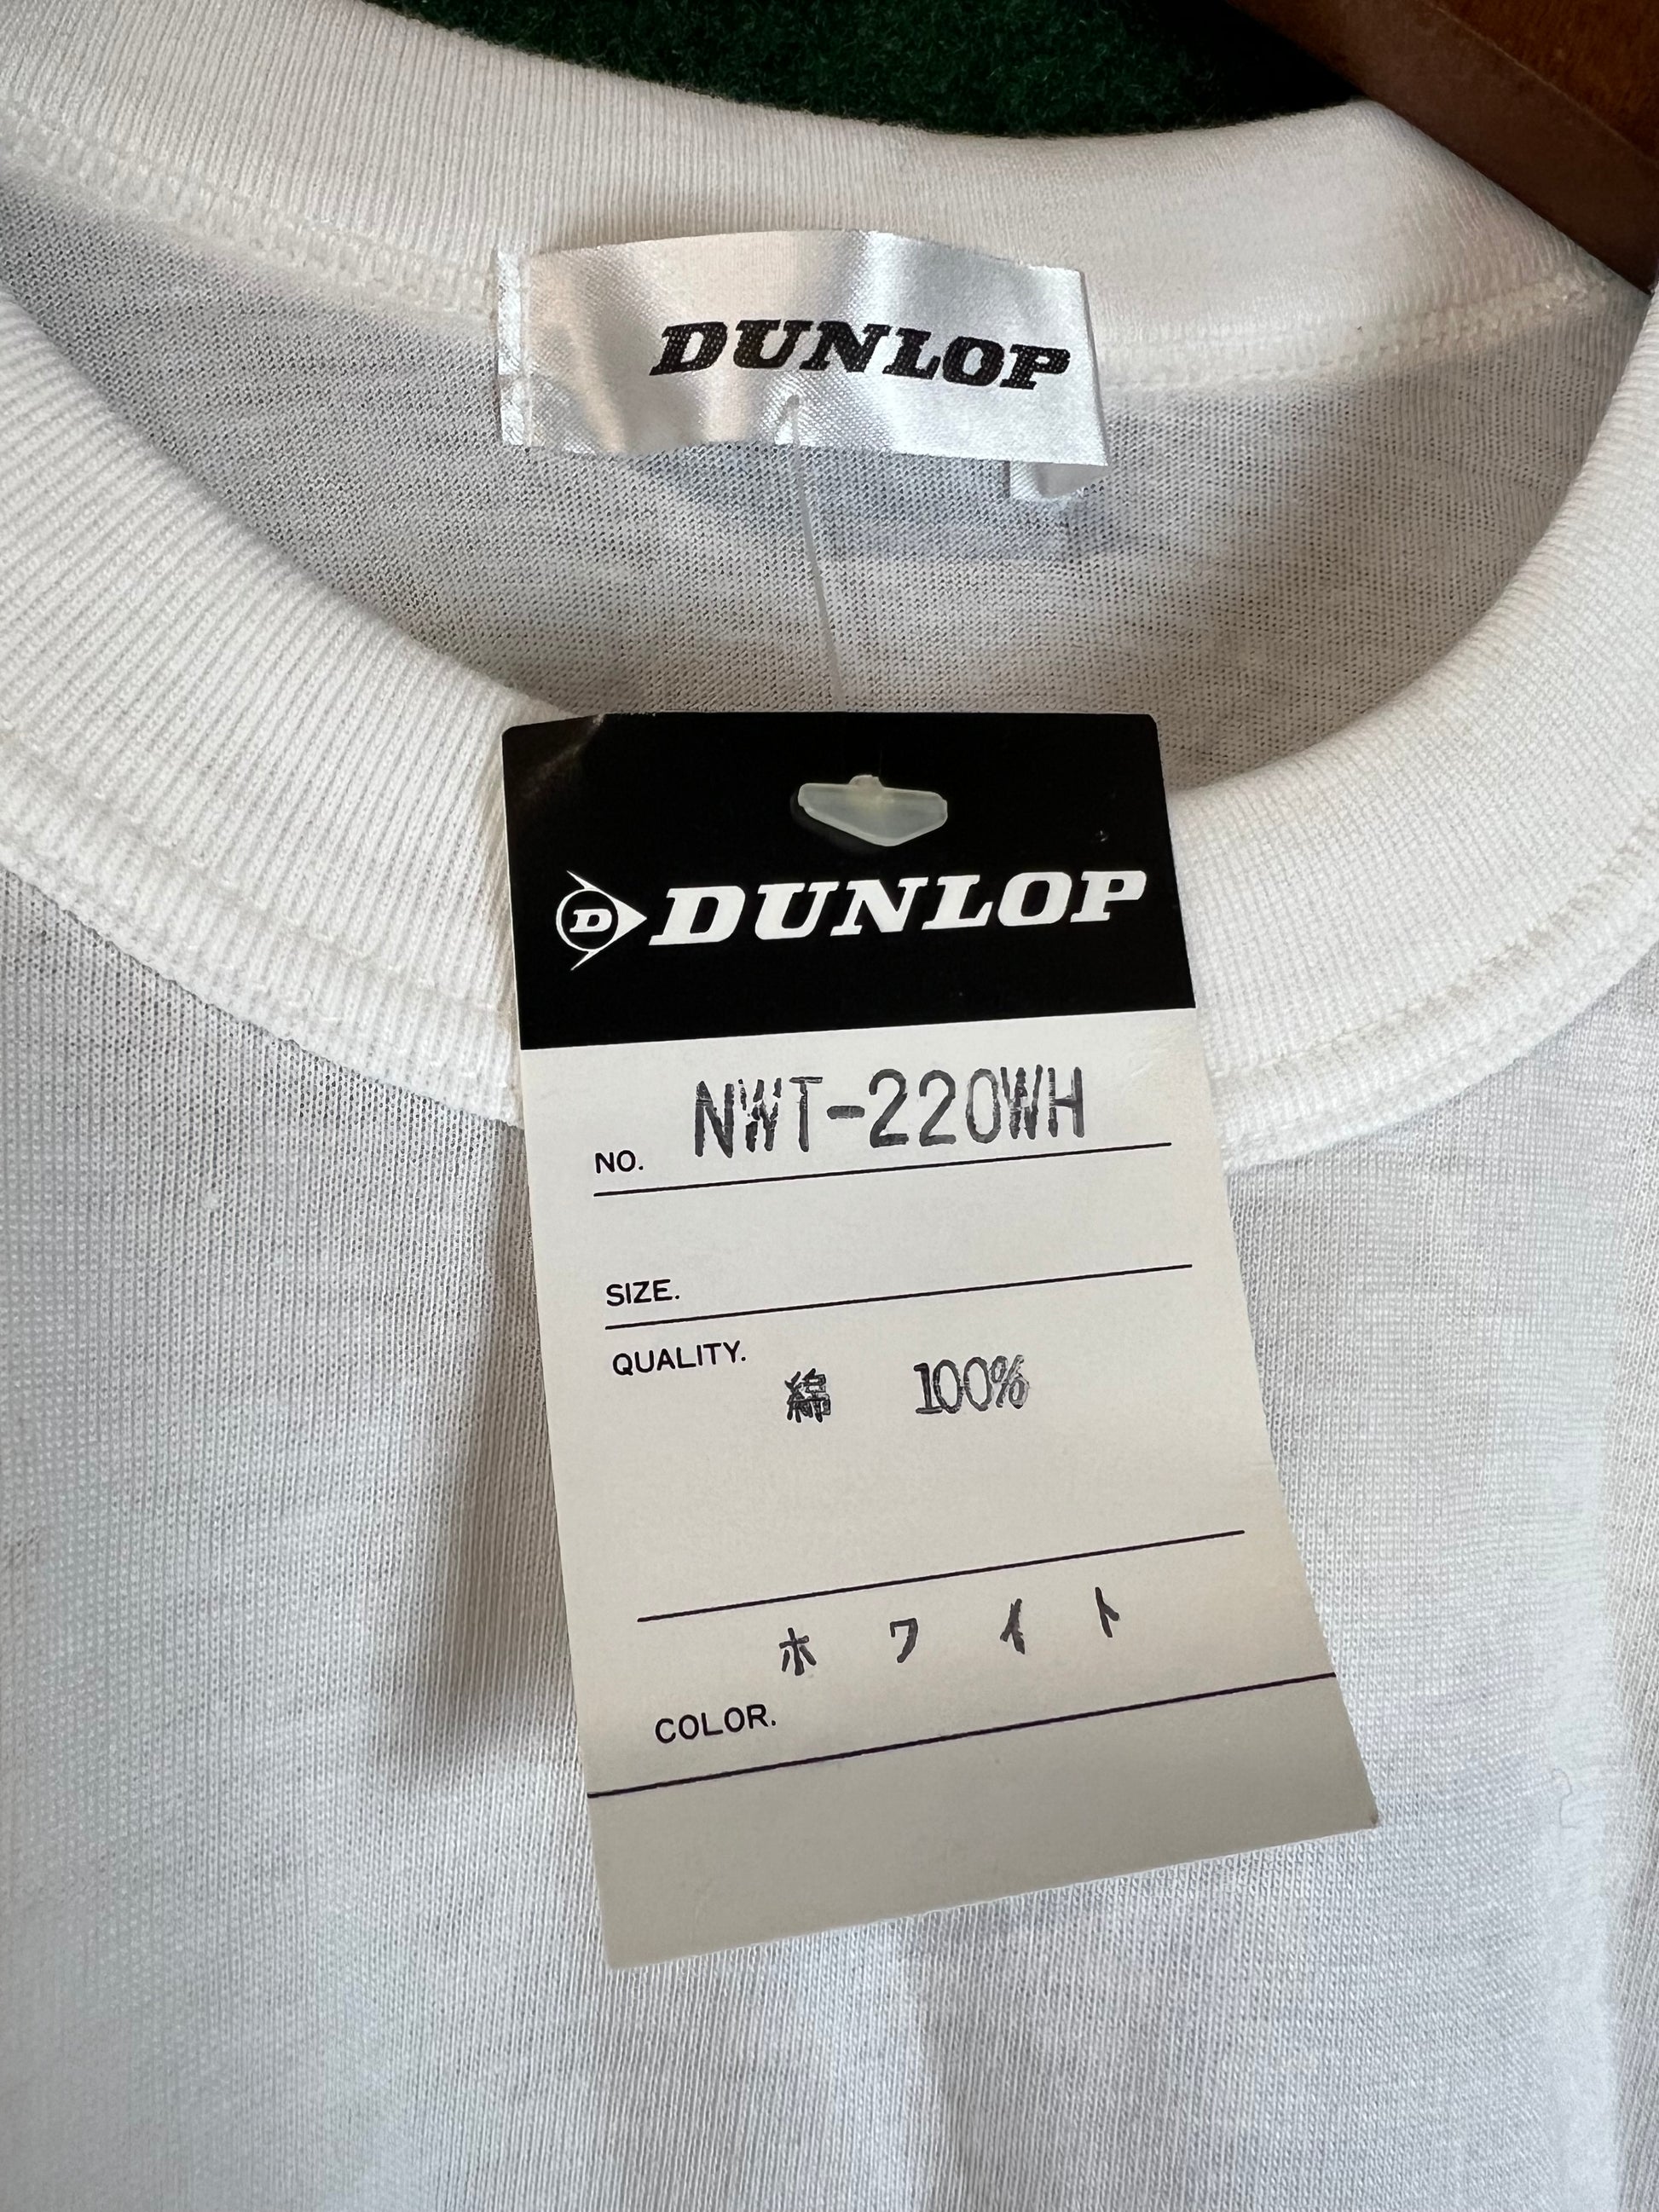 DUNLOP
D DUNLOP
NO. NWT-220WH
SIZE.
QUALITY.
綿 100%
ホワイト
COLOR.